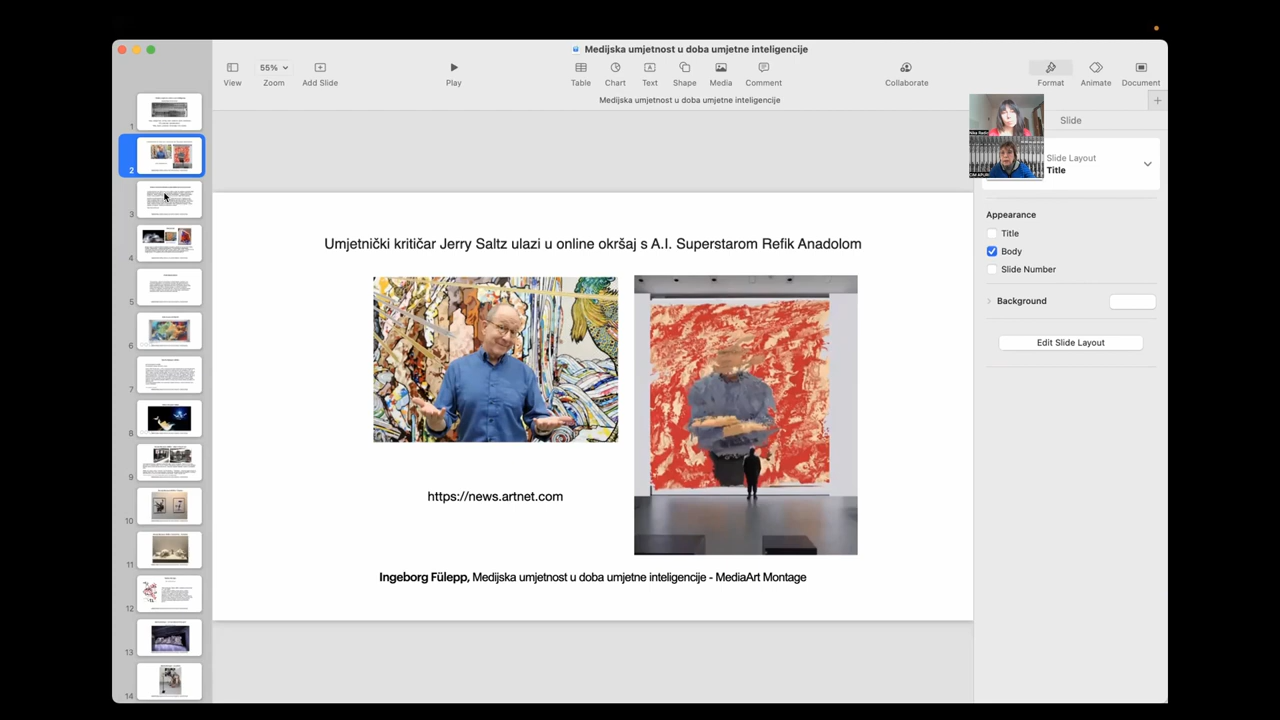 Medijska umjetnost u doba umjetne inteligencije
55%
View
Zoom
Add Slide
Play
Table
Chart
Text
Shape
Media
Comment
Collaborate
Format
Animate
Document
Medijska umjetnost u doba umjetne inteligencije
Slide
Slide Layout
Title
Appearance
Title
Body
Slide Number
Background
Edit Slide Layout
1
2
3
4
5
6
7
8
9
10
11
12
13
14
Umjetnički kritičar Jerry Saltz ulazi u online okršaj s A.I. Superstarom Refik Anadolom
https://news.artnet.com
Ingeborg Fülepp, Medijska umjetnost u doba umjetne inteligencije - MediaArt Montage